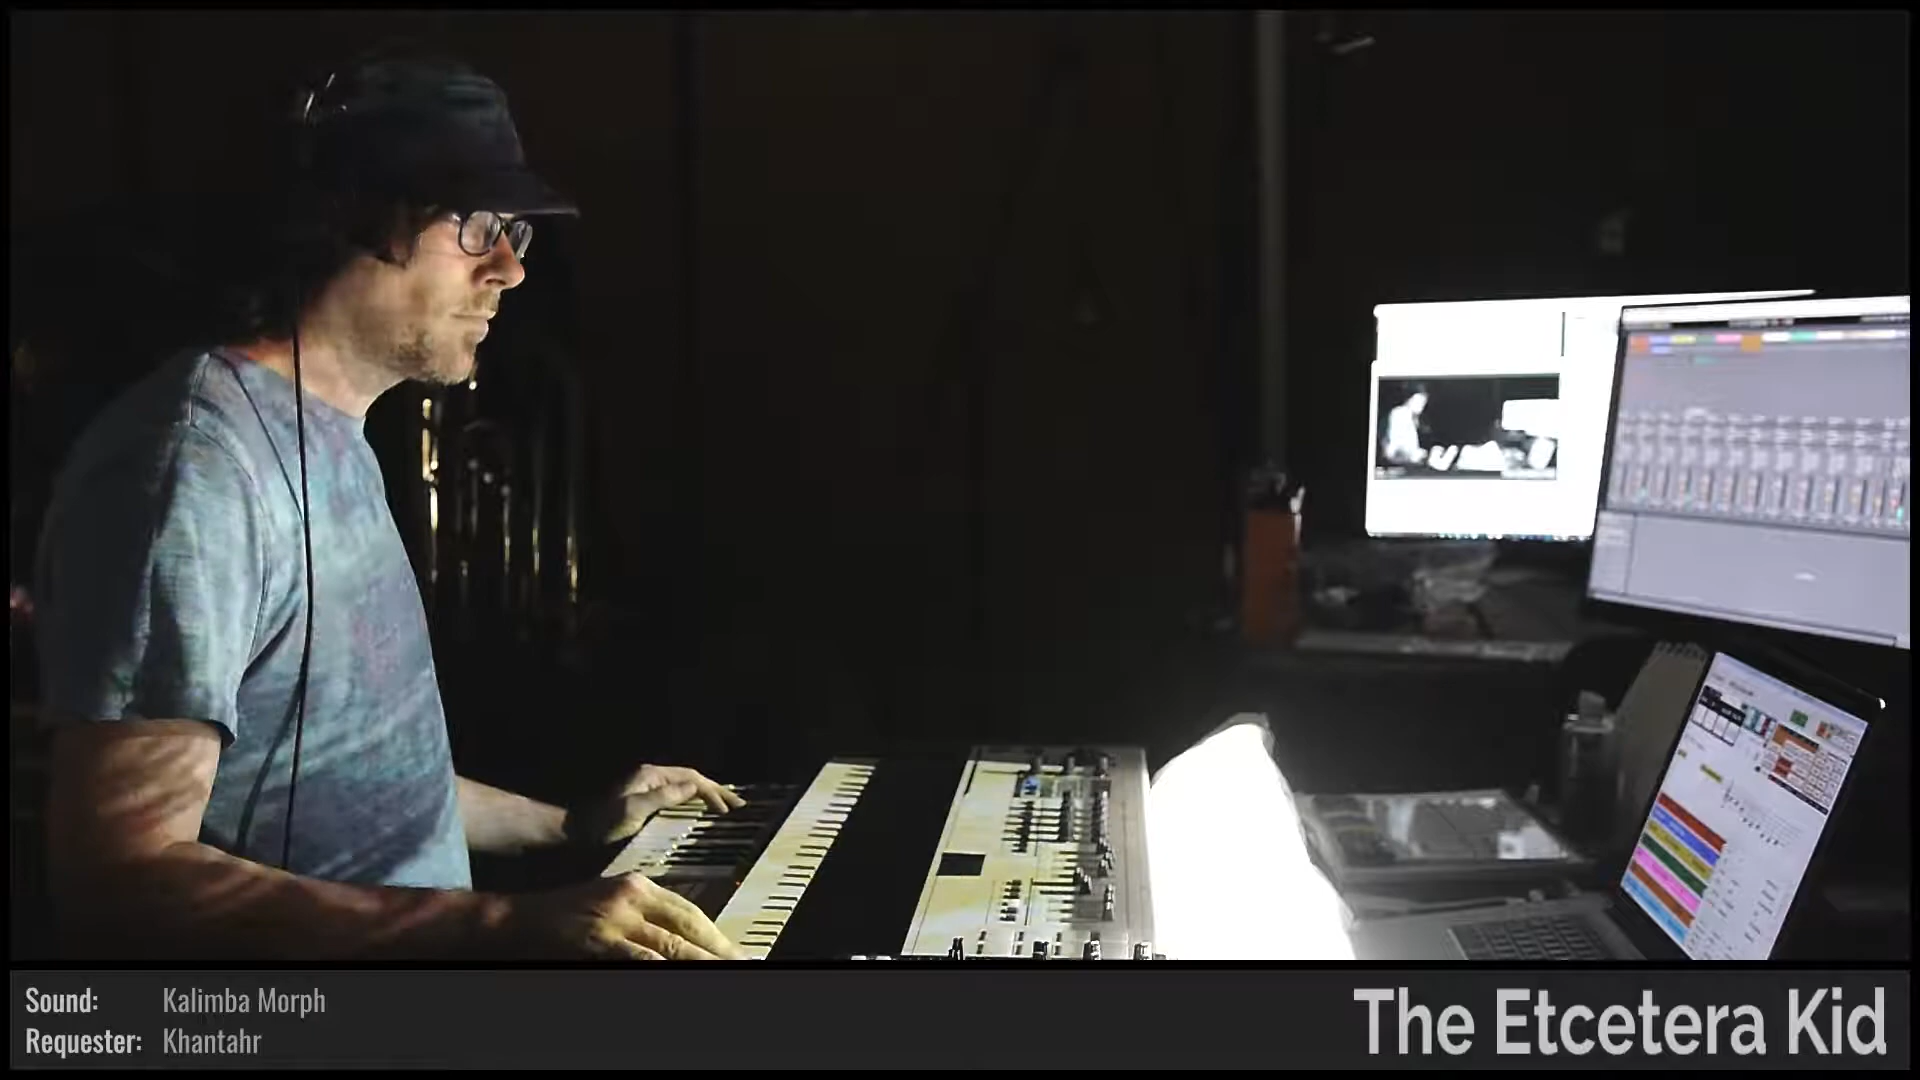 Sound: Kalimba Morph
Requester: Khantahr
The Etcetera Kid